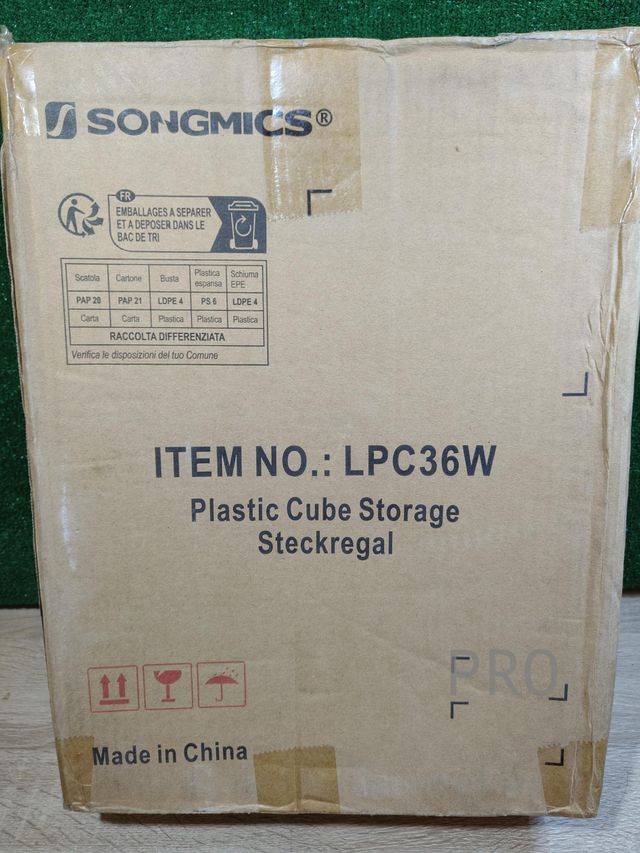 SONGMICS®
FR
EMBALLAGES A SEPARER
ET A DEPOSER DANS LE
BAC DE TRI
Scatola Cartone Busta Plastica espansa Schiuma EPE
PAP 20 PAP 21 LDPE 4 PS 6 LDPE 4
Carta Carta Plastica Plastica Plastica
RACCOLTA DIFFERENZIATA
Verifica le disposizioni del tuo Comune
ITEM NO.: LPC36W
Plastic Cube Storage
Steckregal
PRO
Made in China